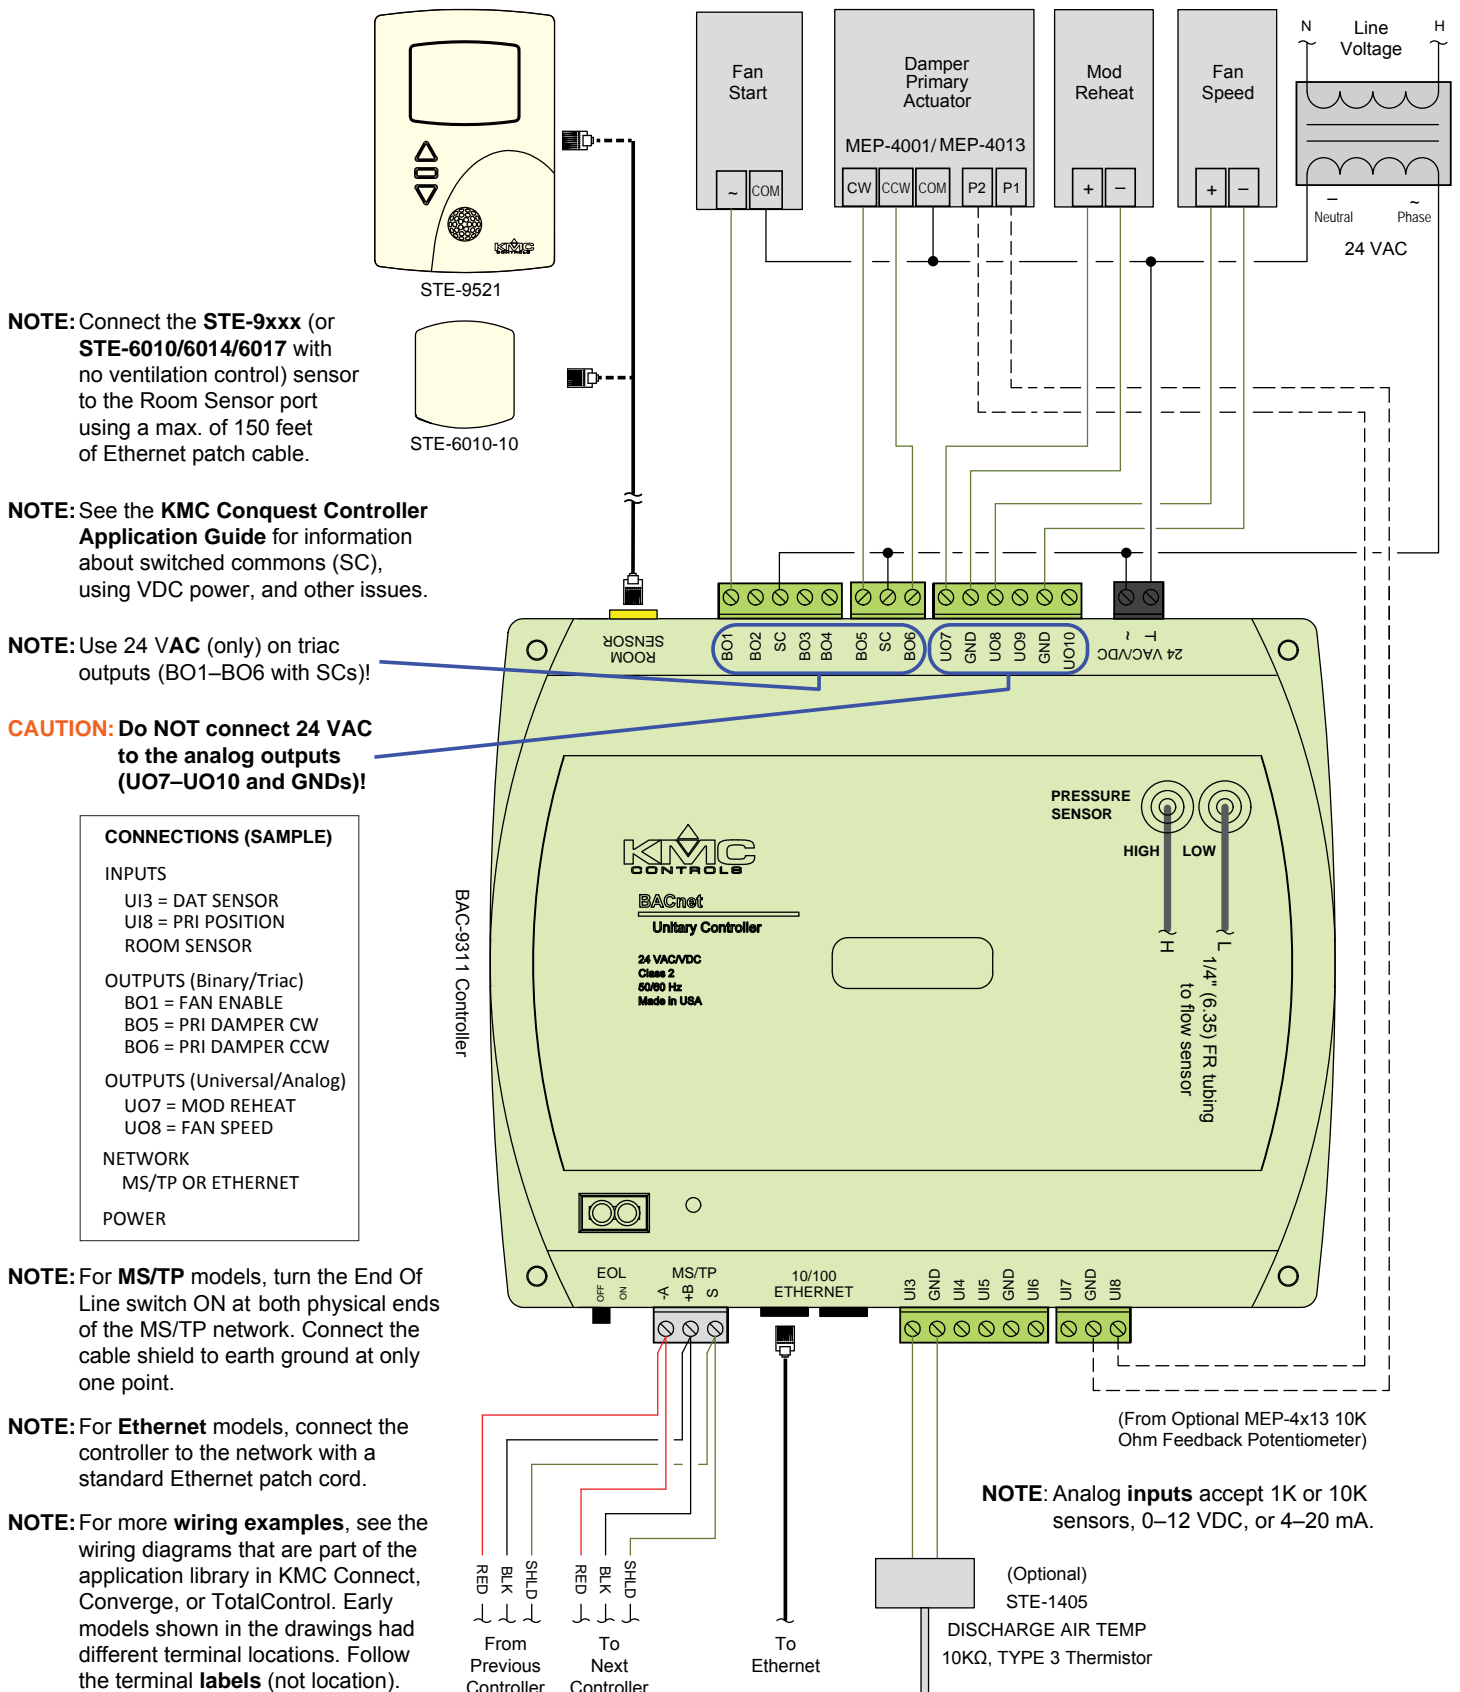 N
Line
Voltage
H
Fan
Start
Damper
Primary
Actuator
MEP-4001/ MEP-4013
Mod
Reheat
Fan
Speed
~
COM
CW
CCW
COM
P2
P1
+
–
+
–
–
Neutral
~
Phase
24 VAC
KMC
CONTROLS
STE-9521
STE-6010-10
NOTE: Connect the STE-9xxx (or
STE-6010/6014/6017 with
no ventilation control) sensor
to the Room Sensor port
using a max. of 150 feet
of Ethernet patch cable.
NOTE: See the KMC Conquest Controller
Application Guide for information
about switched commons (SC),
using VDC power, and other issues.
NOTE: Use 24 VAC (only) on triac
outputs (BO1–BO6 with SCs)!
CAUTION: Do NOT connect 24 VAC
to the analog outputs
(UO7–UO10 and GNDs)!
ROOM
SENSOR
BO1
BO2
SC
BO3
BO4
BO5
SC
BO6
UO7
GND
UO8
UO9
GND
UO10
~
⊥
24 VAC/VDC
CONNECTIONS (SAMPLE)
INPUTS
UI3 = DAT SENSOR
UI8 = PRI POSITION
ROOM SENSOR
OUTPUTS (Binary/Triac)
BO1 = FAN ENABLE
BO5 = PRI DAMPER CW
BO6 = PRI DAMPER CCW
OUTPUTS (Universal/Analog)
UO7 = MOD REHEAT
UO8 = FAN SPEED
NETWORK
MS/TP OR ETHERNET
POWER
BAC-9311 Controller
KMC
CONTROLS
BACnet
Unitary Controller
24 VAC/VDC
Class 2
50/60 Hz
Made in USA
PRESSURE
SENSOR
HIGH
LOW
H
L
1/4" (6.35) FR tubing
to flow sensor
NOTE: For MS/TP models, turn the End Of
Line switch ON at both physical ends
of the MS/TP network. Connect the
cable shield to earth ground at only
one point.
NOTE: For Ethernet models, connect the
controller to the network with a
standard Ethernet patch cord.
NOTE: For more wiring examples, see the
wiring diagrams that are part of the
application library in KMC Connect,
Converge, or TotalControl. Early
models shown in the drawings had
different terminal locations. Follow
the terminal labels (not location).
EOL
OFF
ON
MS/TP
-A
+B
S
10/100
ETHERNET
UI3
GND
UI4
UI5
GND
UI6
UI7
GND
UI8
(From Optional MEP-4x13 10K
Ohm Feedback Potentiometer)
NOTE: Analog inputs accept 1K or 10K
sensors, 0–12 VDC, or 4–20 mA.
RED
BLK
SHLD
RED
BLK
SHLD
From
Previous
Controller
To
Next
Controller
To
Ethernet
(Optional)
STE-1405
DISCHARGE AIR TEMP
10KΩ, TYPE 3 Thermistor